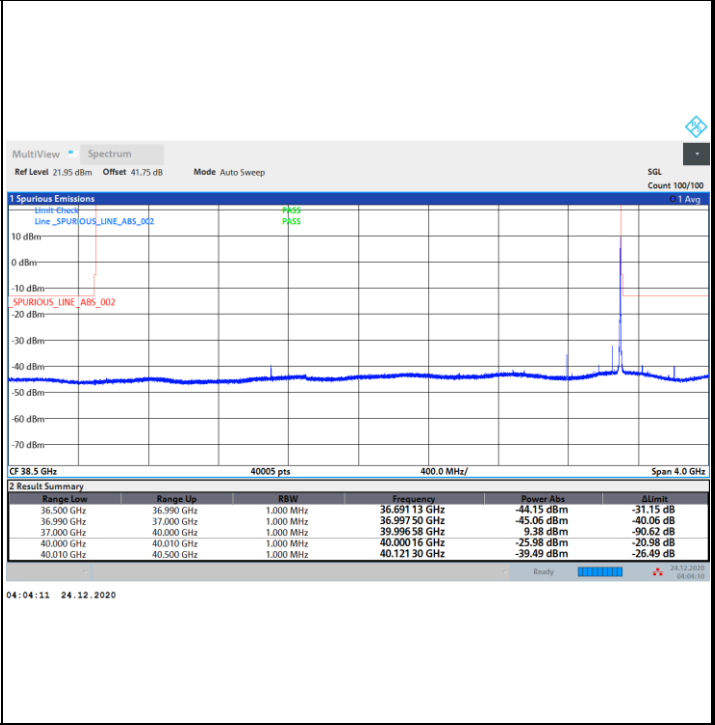 MultiView Spectrum
Ref Level 21.95 dBm Offset 41.75 dB Mode Auto Sweep SGL
Count 100/100
1 Spurious Emissions 1 Avg
Limit Check PASS
Line _SPURIOUS_LINE_ABS_002 PASS
10 dBm
0 dBm
-10 dBm
_SPURIOUS_LINE_ABS_002
-20 dBm
-30 dBm
-40 dBm
-50 dBm
-60 dBm
-70 dBm
CF 38.5 GHz 40005 pts 400.0 MHz/ Span 4.0 GHz
2 Result Summary
Range Low Range Up RBW Frequency Power Abs ΔLimit
36.500 GHz 36.990 GHz 1.000 MHz 36.691 13 GHz -44.15 dBm -31.15 dB
36.990 GHz 37.000 GHz 1.000 MHz 36.997 50 GHz -45.06 dBm -40.06 dB
37.000 GHz 40.000 GHz 1.000 MHz 39.996 58 GHz 9.38 dBm -90.62 dB
40.000 GHz 40.010 GHz 1.000 MHz 40.000 16 GHz -25.98 dBm -20.98 dB
40.010 GHz 40.500 GHz 1.000 MHz 40.121 30 GHz -39.49 dBm -26.49 dB
Ready 24.12.2020
04:04:10
04:04:11 24.12.2020